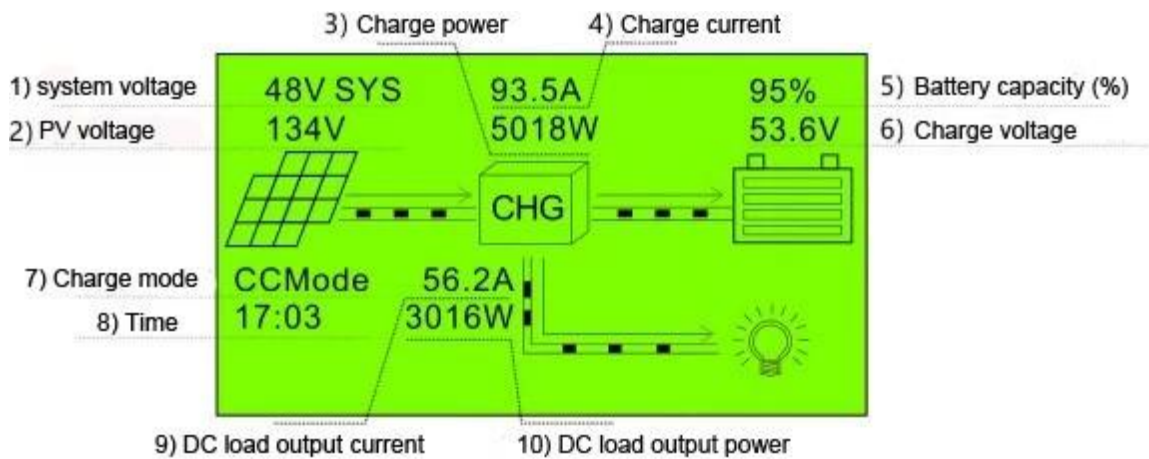 3) Charge power
4) Charge current
1) system voltage
48V SYS
93.5A
95%
5) Battery capacity (%)
2) PV voltage
134V
5018W
53.6V
6) Charge voltage
CHG
7) Charge mode
CCMode
56.2A
8) Time
17:03
3016W
9) DC load output current
10) DC load output power